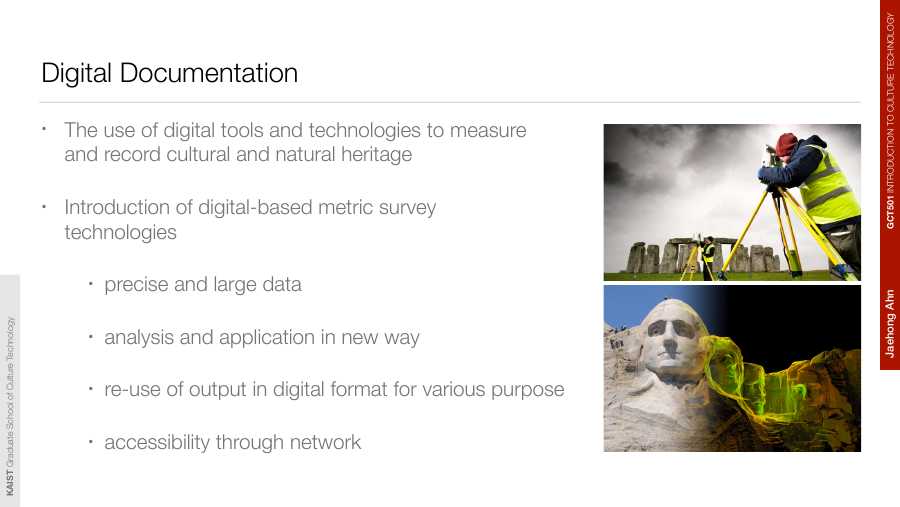 Digital Documentation
• The use of digital tools and technologies to measure
and record cultural and natural heritage
• Introduction of digital-based metric survey
technologies
• precise and large data
• analysis and application in new way
• re-use of output in digital format for various purpose
• accessibility through network
GCT501 INTRODUCTION TO CULTURE TECHNOLOGY
Jaehong Ahn
KAIST Graduate School of Culture Technology